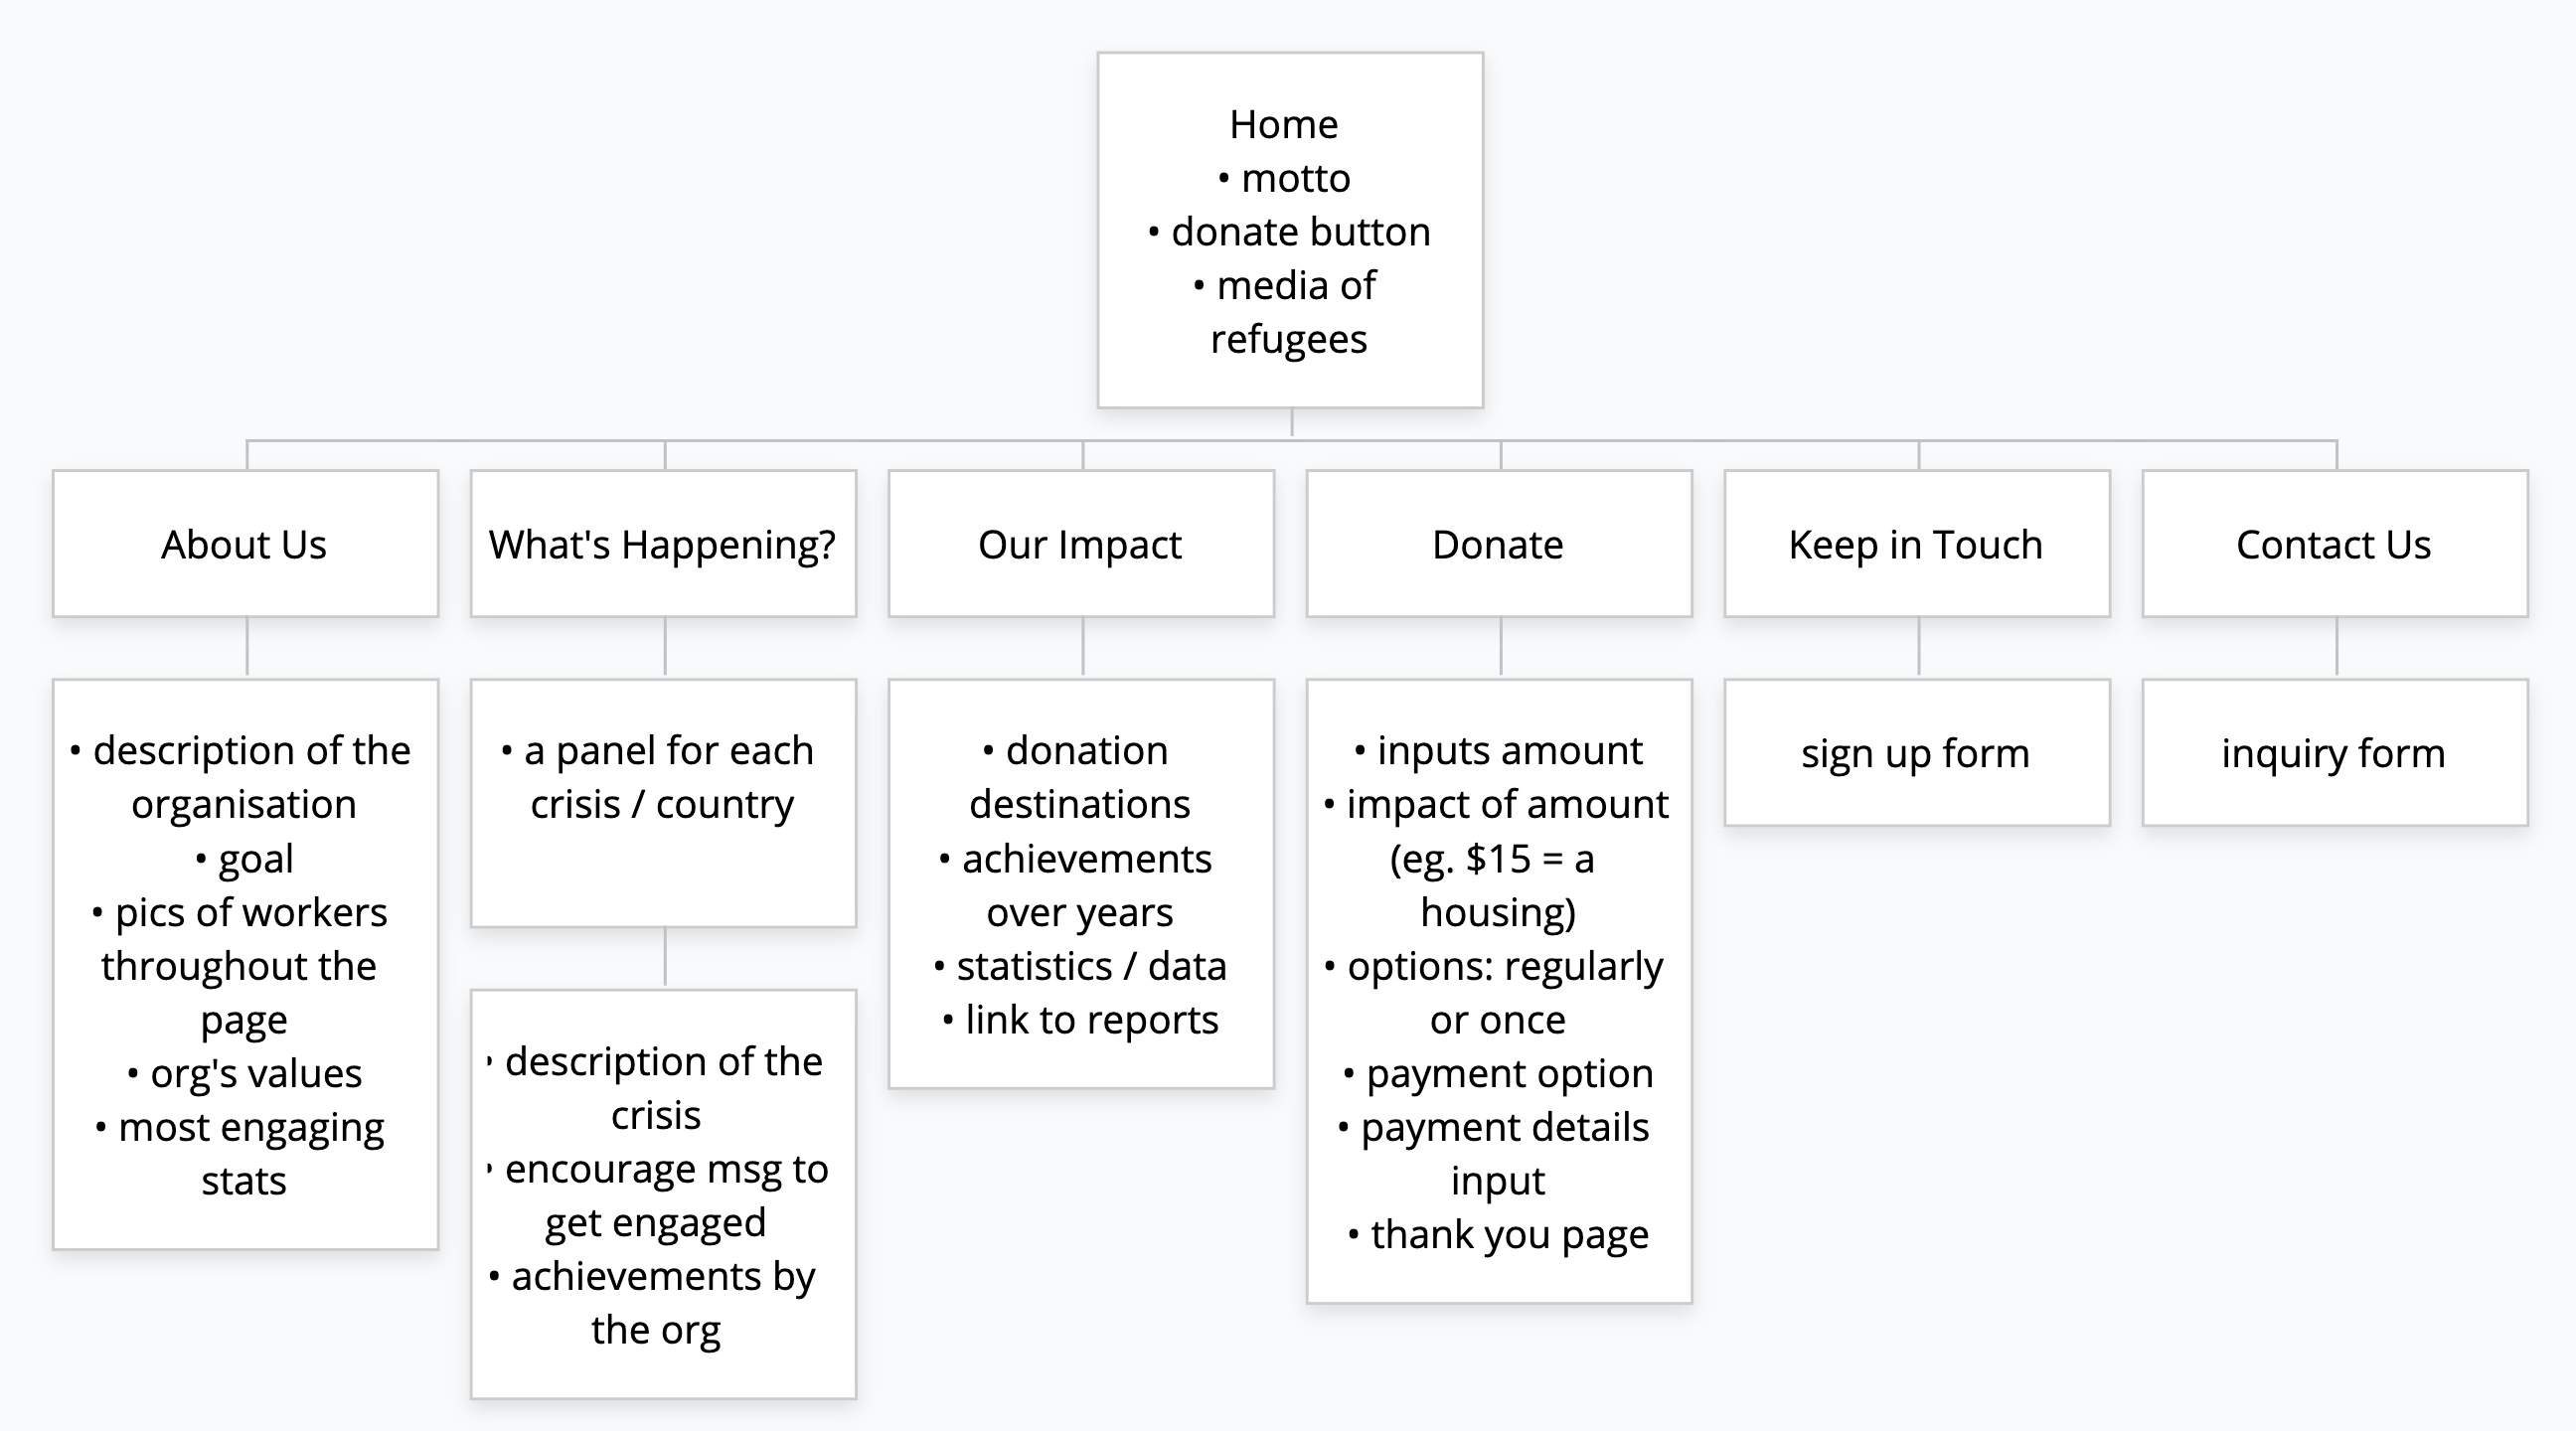 Home
• motto
• donate button
• media of
refugees
About Us
What's Happening?
Our Impact
Donate
Keep in Touch
Contact Us
• description of the
organisation
• goal
• pics of workers
throughout the
page
• org's values
• most engaging
stats
• a panel for each
crisis / country
• description of the
crisis
• encourage msg to
get engaged
• achievements by
the org
• donation
destinations
• achievements
over years
• statistics / data
• link to reports
• inputs amount
• impact of amount
(eg. $15 = a
housing)
• options: regularly
or once
• payment option
• payment details
input
• thank you page
sign up form
inquiry form